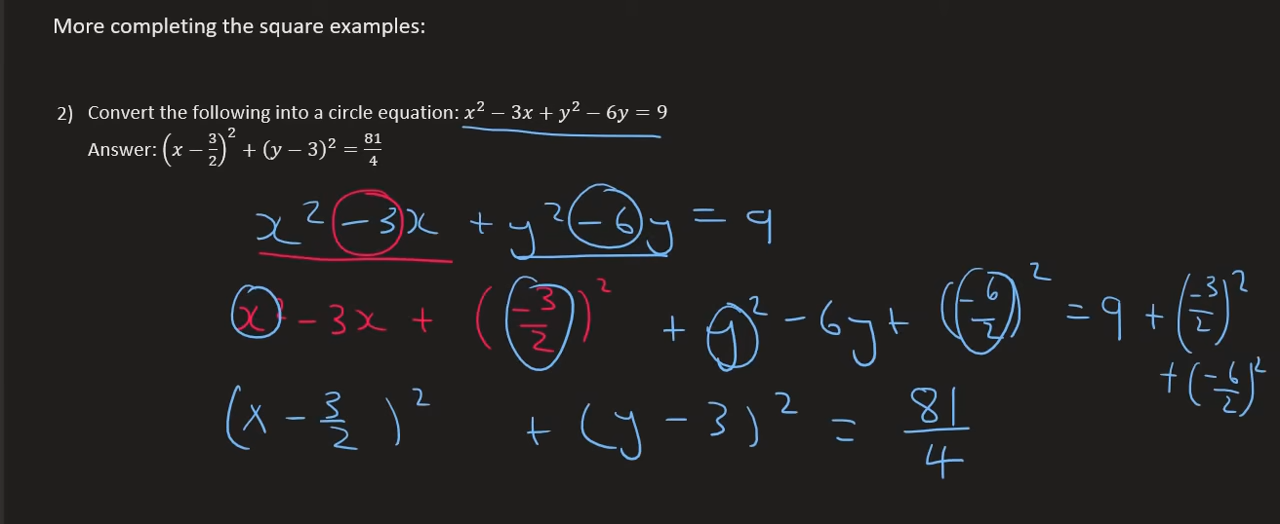 More completing the square examples:
2) Convert the following into a circle equation: x² − 3x + y² − 6y = 9
Answer: (x − 3/2)² + (y − 3)² = 81/4
x² − 3x + y² − 6y = 9
x² − 3x + ((−3/2))² + y² − 6y + ((−6/2))² = 9 + (−3/2)²
+ (−6/2)²
(x − 3/2)² + (y − 3)² = 81/4